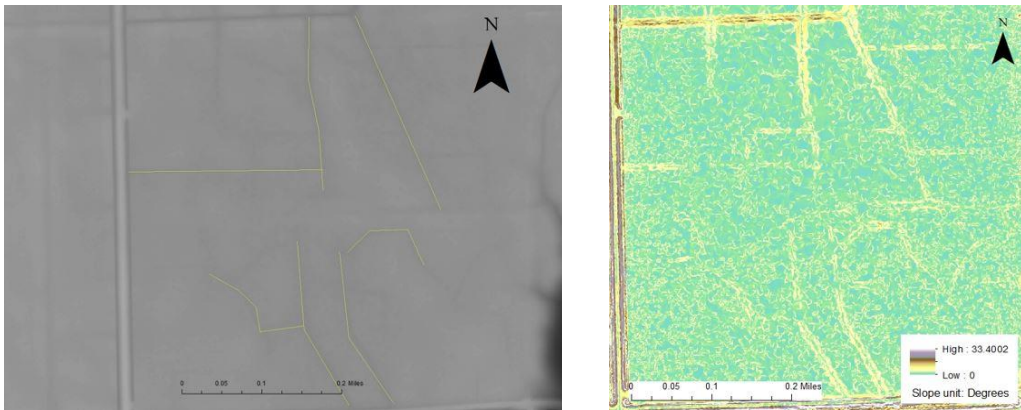 N
0 0.05 0.1 0.2 Miles
N
0 0.05 0.1 0.2 Miles
High : 33.4002
Low : 0
Slope unit: Degrees